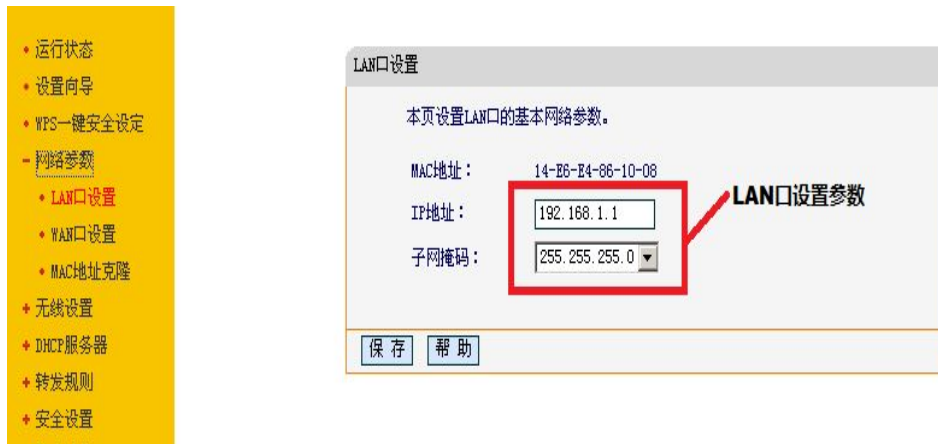 运行状态
设置向导
WPS一键安全设定
网络参数
LAN口设置
WAN口设置
MAC地址克隆
无线设置
DHCP服务器
转发规则
安全设置
LAN口设置
本页设置LAN口的基本网络参数。
MAC地址： 14-E6-E4-86-10-08
IP地址： 192.168.1.1
子网掩码： 255.255.255.0
LAN口设置参数
保存 帮助